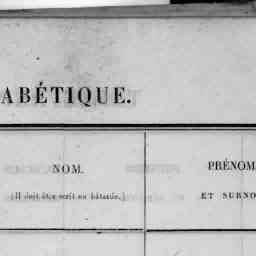 ABÉTIQUE.
NOM.
(Il doit être écrit en bâtarde.)
PRÉNOM
ET SURNO